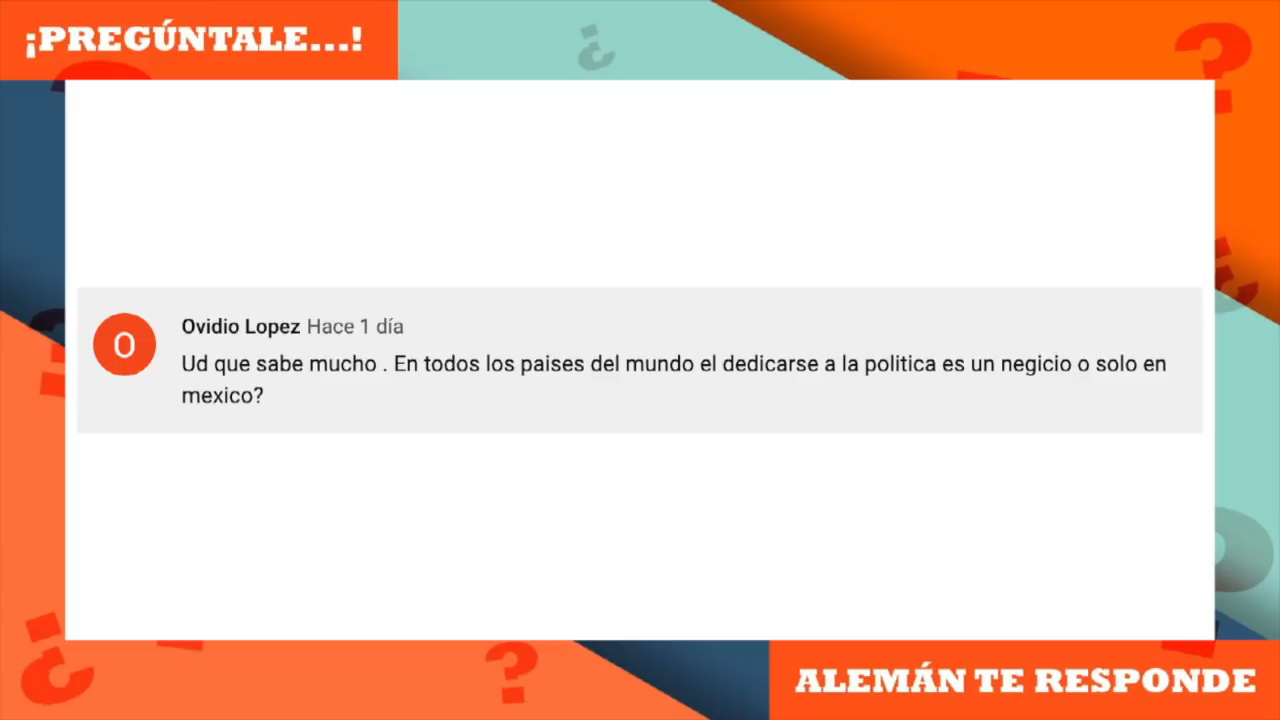 ¡PREGÚNTALE...!
Ovidio Lopez Hace 1 día
O
Ud que sabe mucho . En todos los paises del mundo el dedicarse a la politica es un negicio o solo en
mexico?
ALEMÁN TE RESPONDE